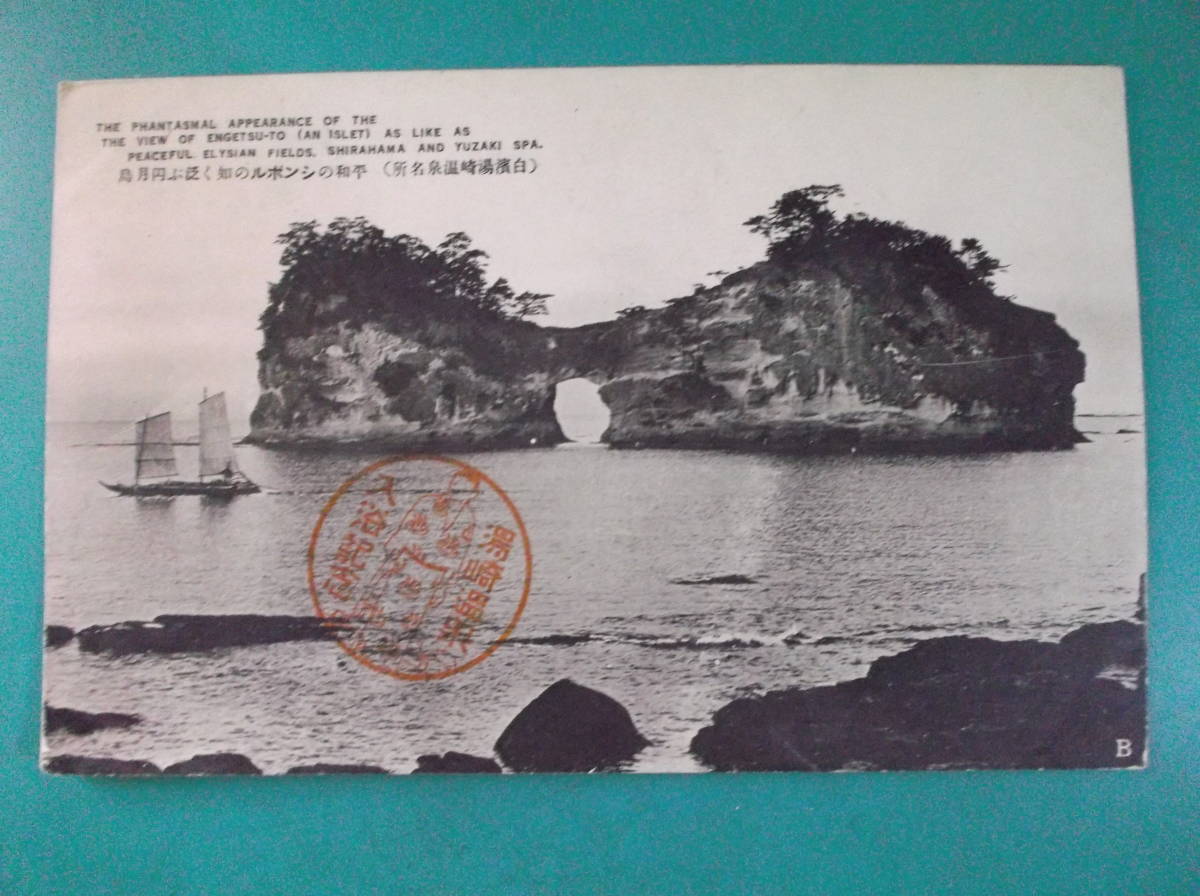 THE PHANTASMAL APPEARANCE OF THE
THE VIEW OF ENGETSU-TO (AN ISLET) AS LIKE AS
PEACEFUL ELYSIAN FIELDS. SHIRAHAMA AND YUZAKI SPA.
(白濱湯崎温泉名所) 平和のシンボルの如く泛ぶ円月島
B